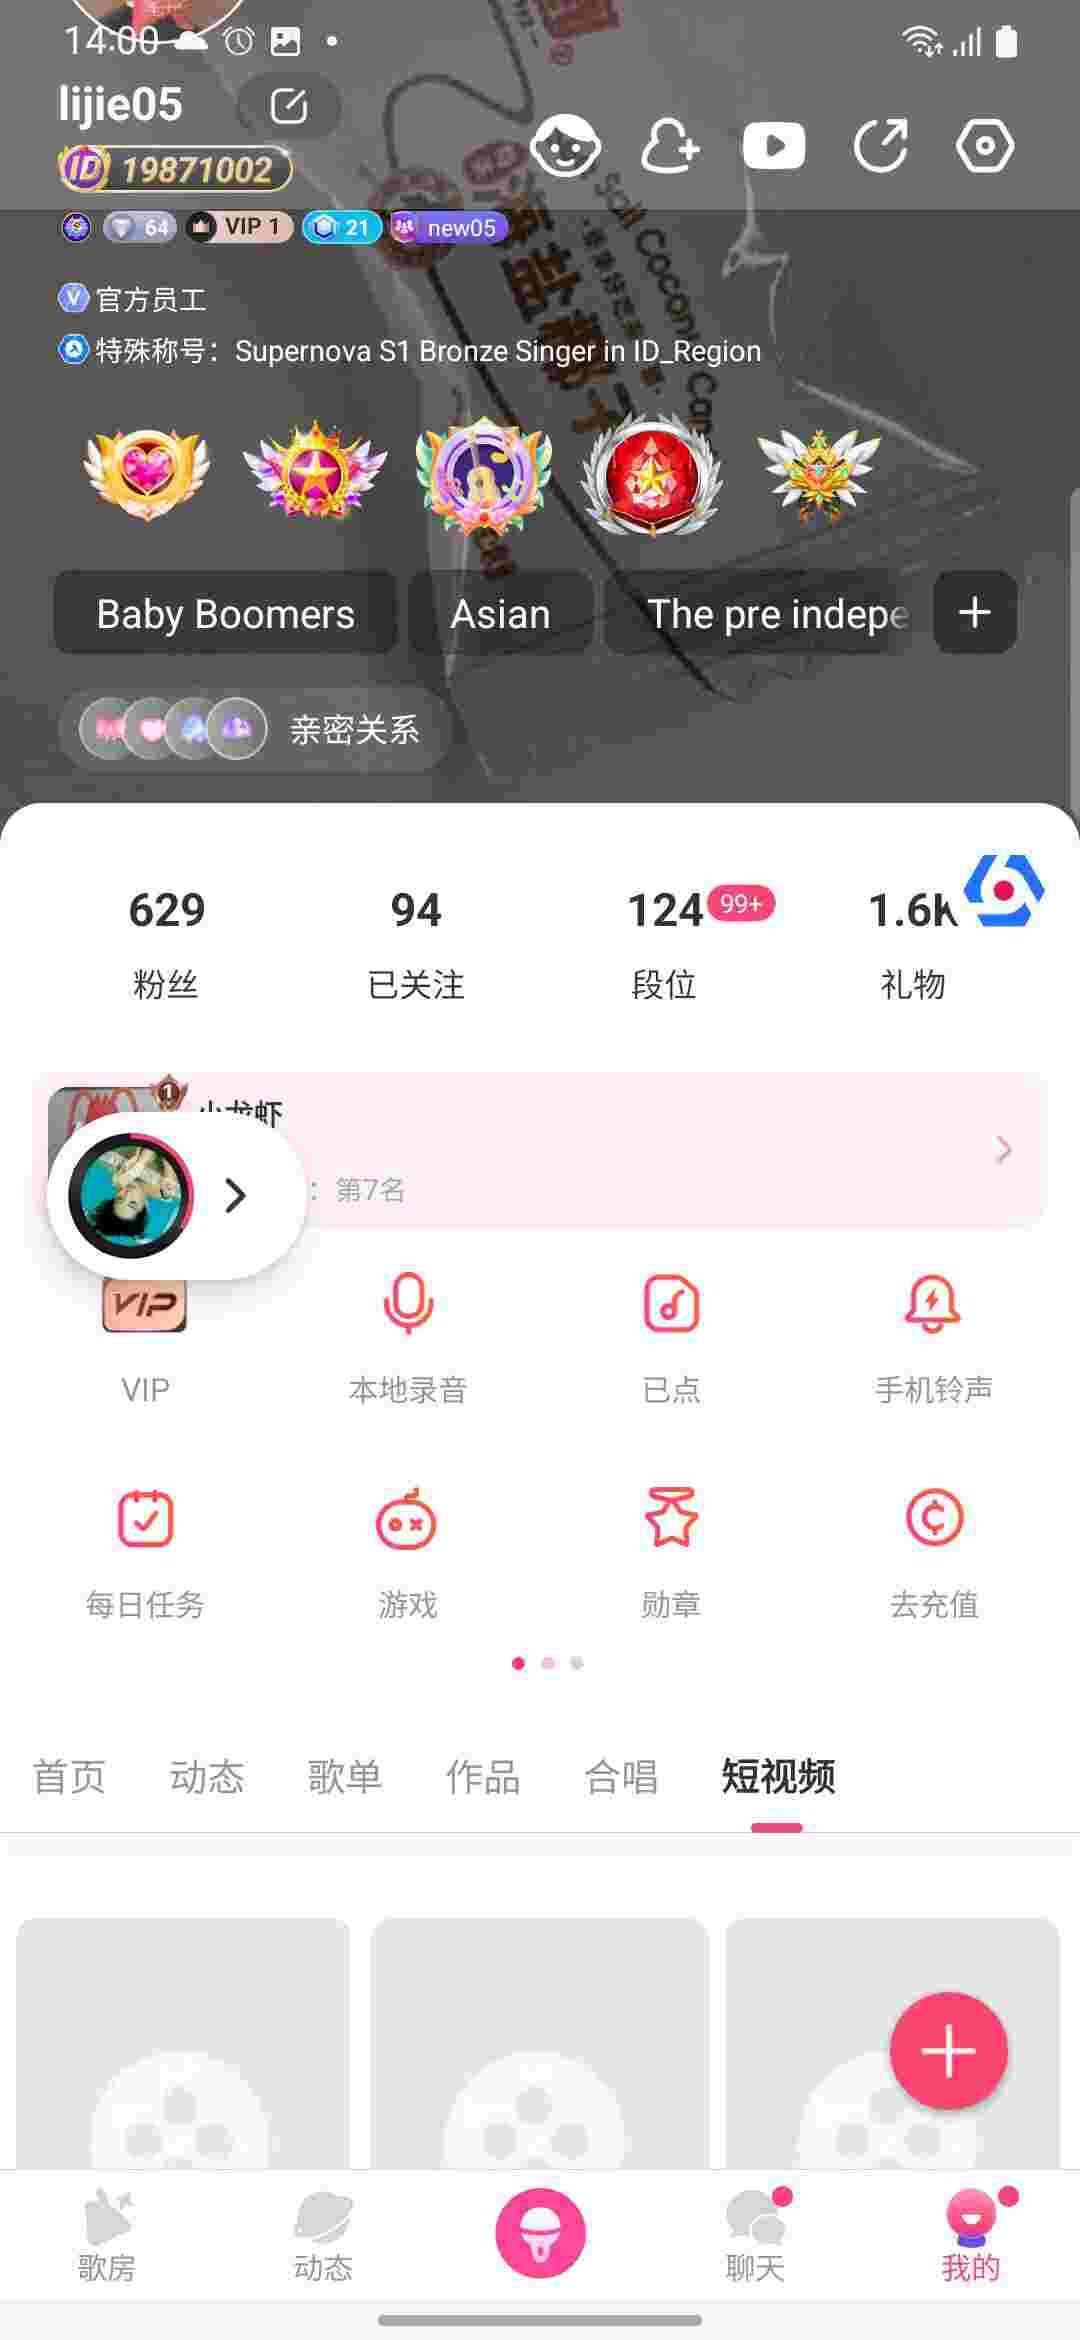 14:00
lijie05
ID 19871002
64 VIP 1 21 new05
官方员工
特殊称号：Supernova S1 Bronze Singer in ID_Region
Baby Boomers Asian The pre indepe
亲密关系
629 94 124 99+ 1.6K
粉丝 已关注 段位 礼物
小龙虾
：第7名
VIP
VIP 本地录音 已点 手机铃声
每日任务 游戏 勋章 去充值
首页 动态 歌单 作品 合唱 短视频
歌房 动态 聊天 我的